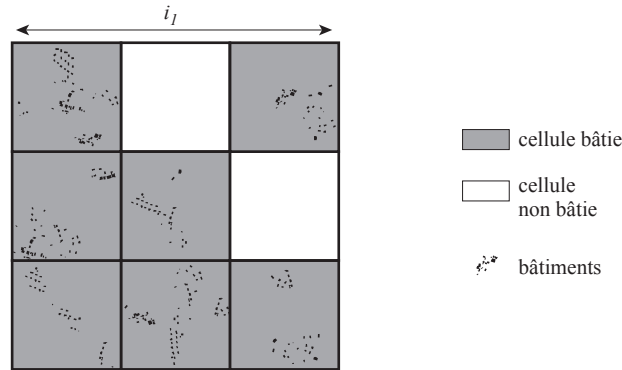 i1
cellule bâtie
cellule
non bâtie
bâtiments